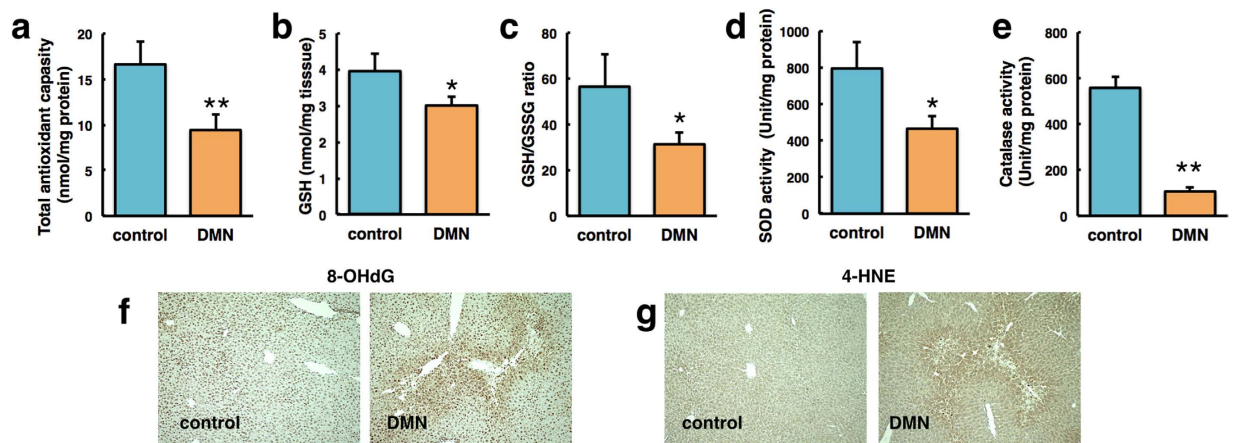 a
Total antioxidant capasity
(nmol/mg protein)
20
15
10
5
0
**
control
DMN
b
GSH (nmol/mg tisssue)
5
4
3
2
1
0
*
control
DMN
c
GSH/GSSG ratio
80
60
40
20
0
*
control
DMN
d
SOD activity (Unit/mg protein)
1000
800
600
400
200
0
*
control
DMN
e
Catalase activity
(Unit/mg protein)
800
600
400
200
0
**
control
DMN
8-OHdG
f
control
DMN
4-HNE
g
control
DMN